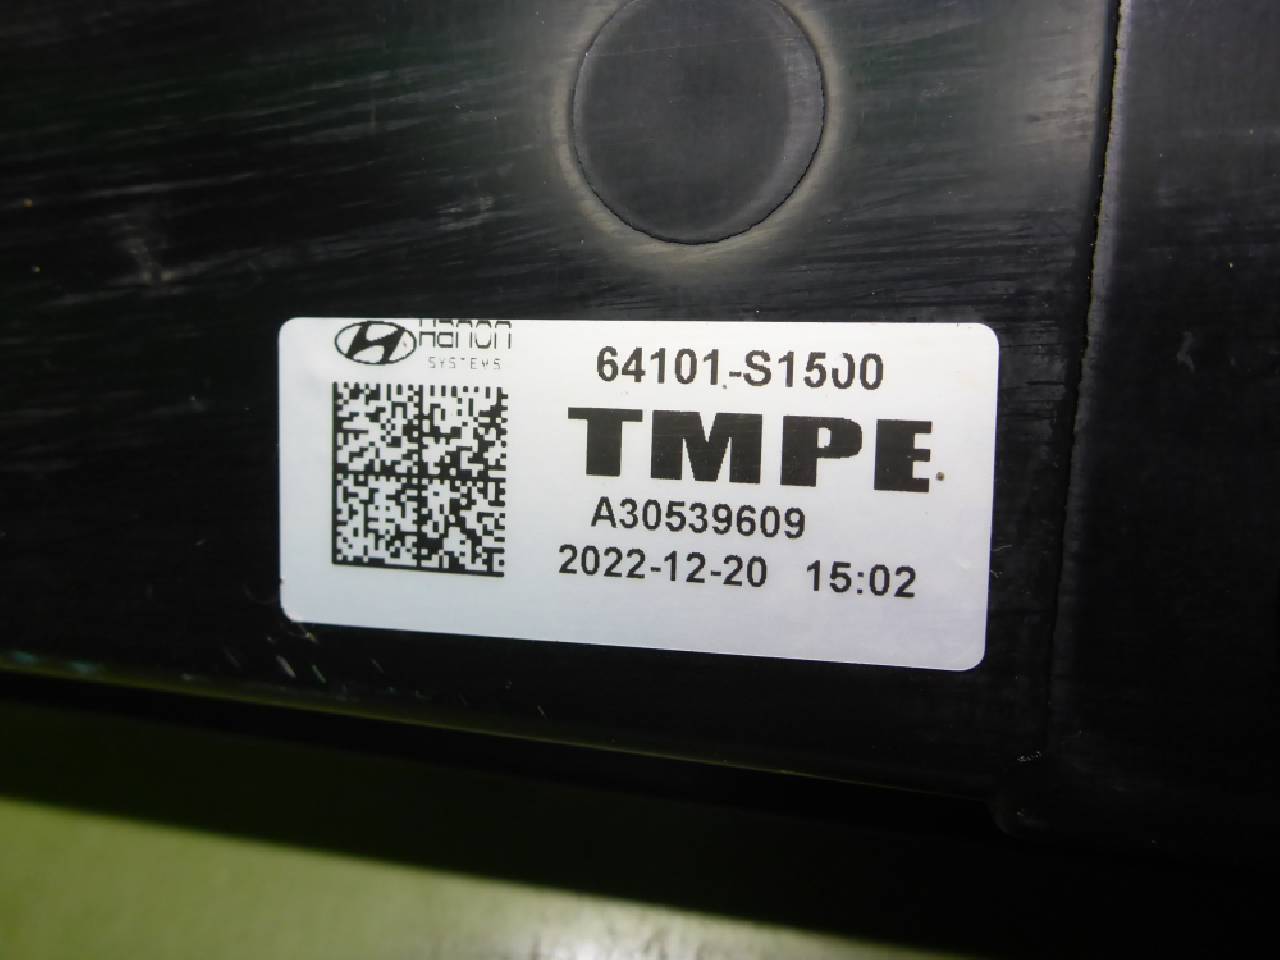 Hanon
SYSTEMS
64101-S1500
TMPE
A30539609
2022-12-20 15:02